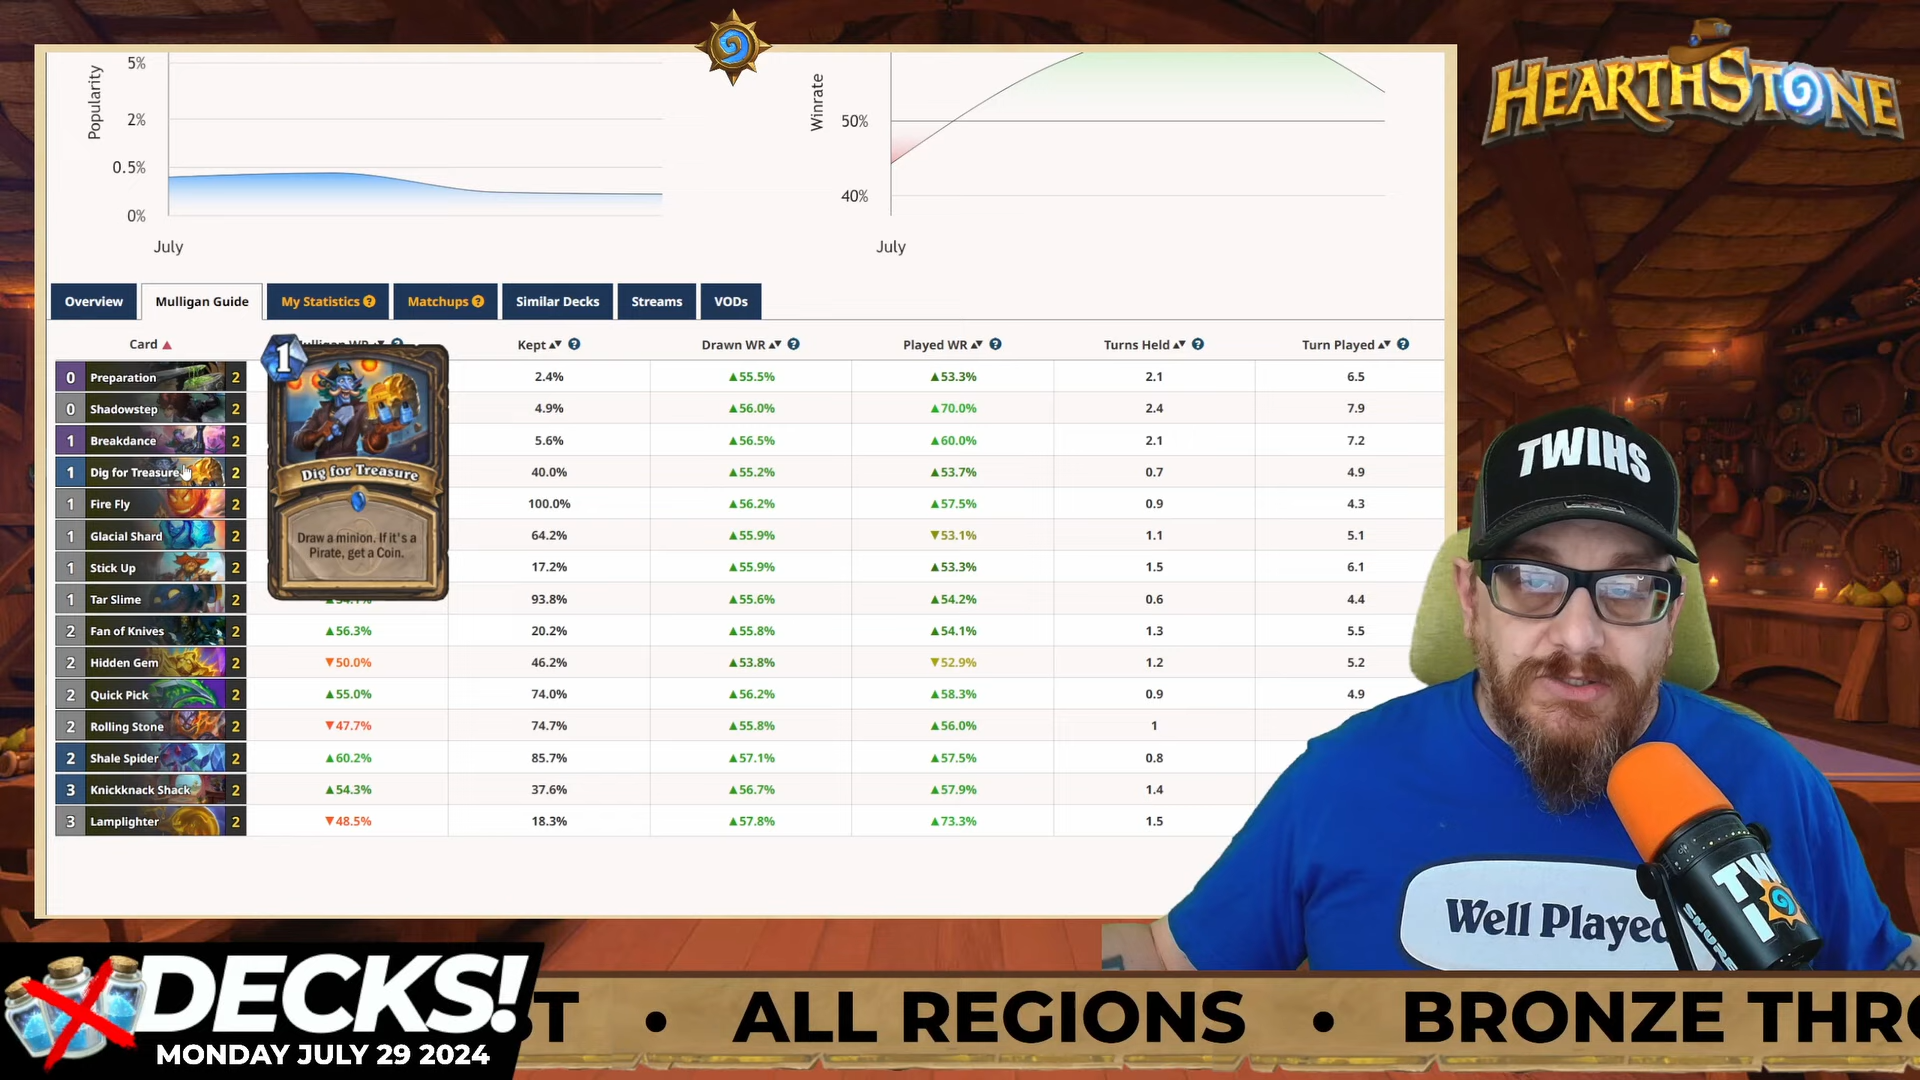 HEARTHSTONE
Popularity
5%
2%
0.5%
0%
July
Winrate
50%
40%
July
Overview
Mulligan Guide
My Statistics ?
Matchups ?
Similar Decks
Streams
VODs
Card ▲ Mulligan WR ▲▼ ? Kept ▲▼ ? Drawn WR ▲▼ ? Played WR ▲▼ ? Turns Held ▲▼ ? Turn Played ▲▼ ?
0 Preparation 2 2.4% ▲55.5% ▲53.3% 2.1 6.5
0 Shadowstep 2 4.9% ▲56.0% ▲70.0% 2.4 7.9
1 Breakdance 2 5.6% ▲56.5% ▲60.0% 2.1 7.2
1 Dig for Treasure 2 40.0% ▲55.2% ▲53.7% 0.7 4.9
1 Fire Fly 2 100.0% ▲56.2% ▲57.5% 0.9 4.3
1 Glacial Shard 2 64.2% ▲55.9% ▼53.1% 1.1 5.1
1 Stick Up 2 17.2% ▲55.9% ▲53.3% 1.5 6.1
1 Tar Slime 2 93.8% ▲55.6% ▲54.2% 0.6 4.4
2 Fan of Knives 2 ▲56.3% 20.2% ▲55.8% ▲54.1% 1.3 5.5
2 Hidden Gem 2 ▼50.0% 46.2% ▲53.8% ▼52.9% 1.2 5.2
2 Quick Pick 2 ▲55.0% 74.0% ▲56.2% ▲58.3% 0.9 4.9
2 Rolling Stone 2 ▼47.7% 74.7% ▲55.8% ▲56.0% 1
2 Shale Spider 2 ▲60.2% 85.7% ▲57.1% ▲57.5% 0.8
3 Knickknack Shack 2 ▲54.3% 37.6% ▲56.7% ▲57.9% 1.4
3 Lamplighter 2 ▼48.5% 18.3% ▲57.8% ▲73.3% 1.5
1
Dig for Treasure
Draw a minion. If it's a
Pirate, get a Coin.
TWIHS
Well Played
TW
I
SHURE
DECKS!
MONDAY JULY 29 2024
ST • ALL REGIONS • BRONZE THRO